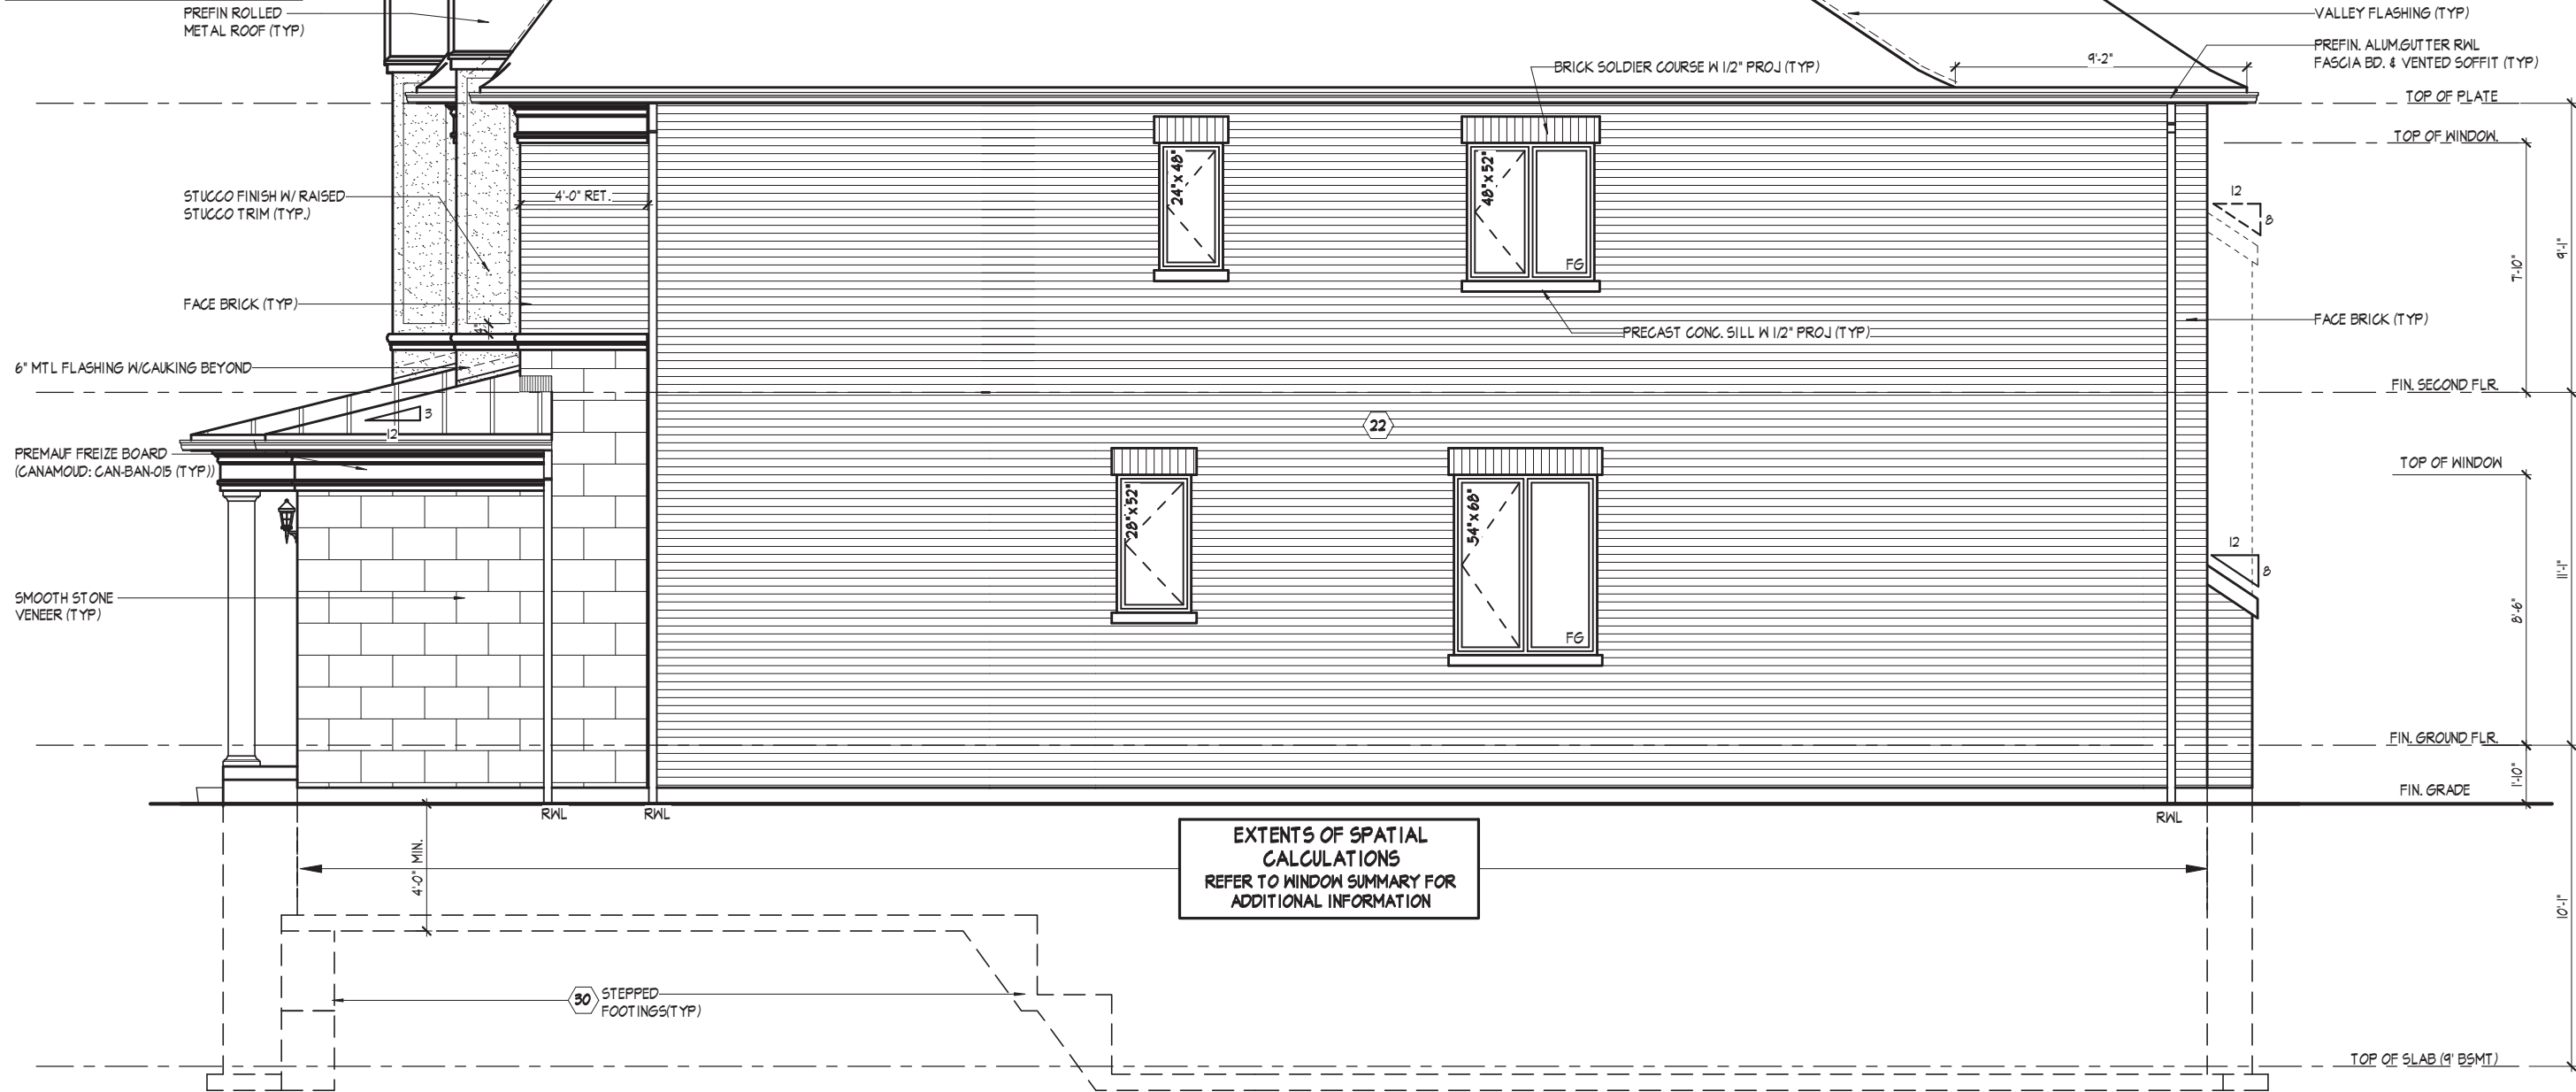 PREFIN ROLLED
METAL ROOF (TYP)
VALLEY FLASHING (TYP)
PREFIN. ALUM.GUTTER RWL
FASCIA BD. & VENTED SOFFIT (TYP)
9'-2"
BRICK SOLDIER COURSE W 1/2" PROJ (TYP)
TOP OF PLATE
TOP OF WINDOW.
24"x48"
48"x52"
FG
STUCCO FINISH W/ RAISED
STUCCO TRIM (TYP.)
4'-0" RET.
12
8
9'-1"
7'-10"
FACE BRICK (TYP)
4"
FACE BRICK (TYP)
PRECAST CONC. SILL W 1/2" PROJ (TYP)
6" MTL FLASHING W/CAUKING BEYOND
FIN. SECOND FLR.
3
12
22
PREMAUF FREIZE BOARD
(CANAMOUD: CAN-BAN-015 (TYP))
TOP OF WINDOW
28"x52"
54"x68"
FG
12
8
11'-1"
8'-6"
SMOOTH STONE
VENEER (TYP)
FIN. GROUND FLR.
1'-10"
FIN. GRADE
RWL
RWL
RWL
4'-0" MIN.
EXTENTS OF SPATIAL
CALCULATIONS
REFER TO WINDOW SUMMARY FOR
ADDITIONAL INFORMATION
10'-1"
30
STEPPED
FOOTINGS(TYP)
TOP OF SLAB (9' BSMT)